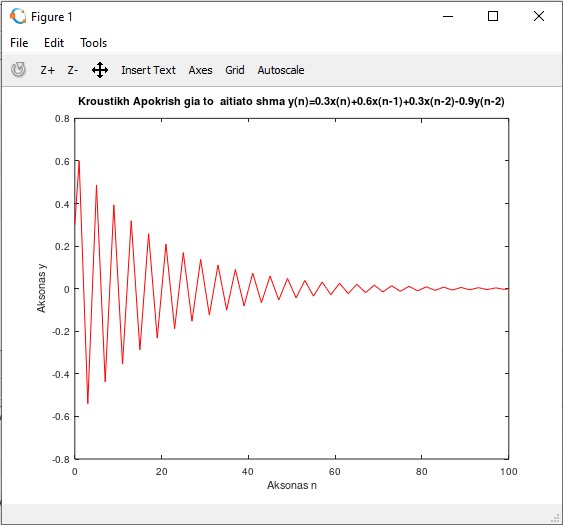 Figure 1
File Edit Tools
Z+ Z- Insert Text Axes Grid Autoscale
Kroustikh Apokrish gia to  aitiato shma y(n)=0.3x(n)+0.6x(n-1)+0.3x(n-2)-0.9y(n-2)
0.8
0.6
0.4
0.2
0
-0.2
-0.4
-0.6
-0.8
Aksonas y
0 20 40 60 80 100
Aksonas n